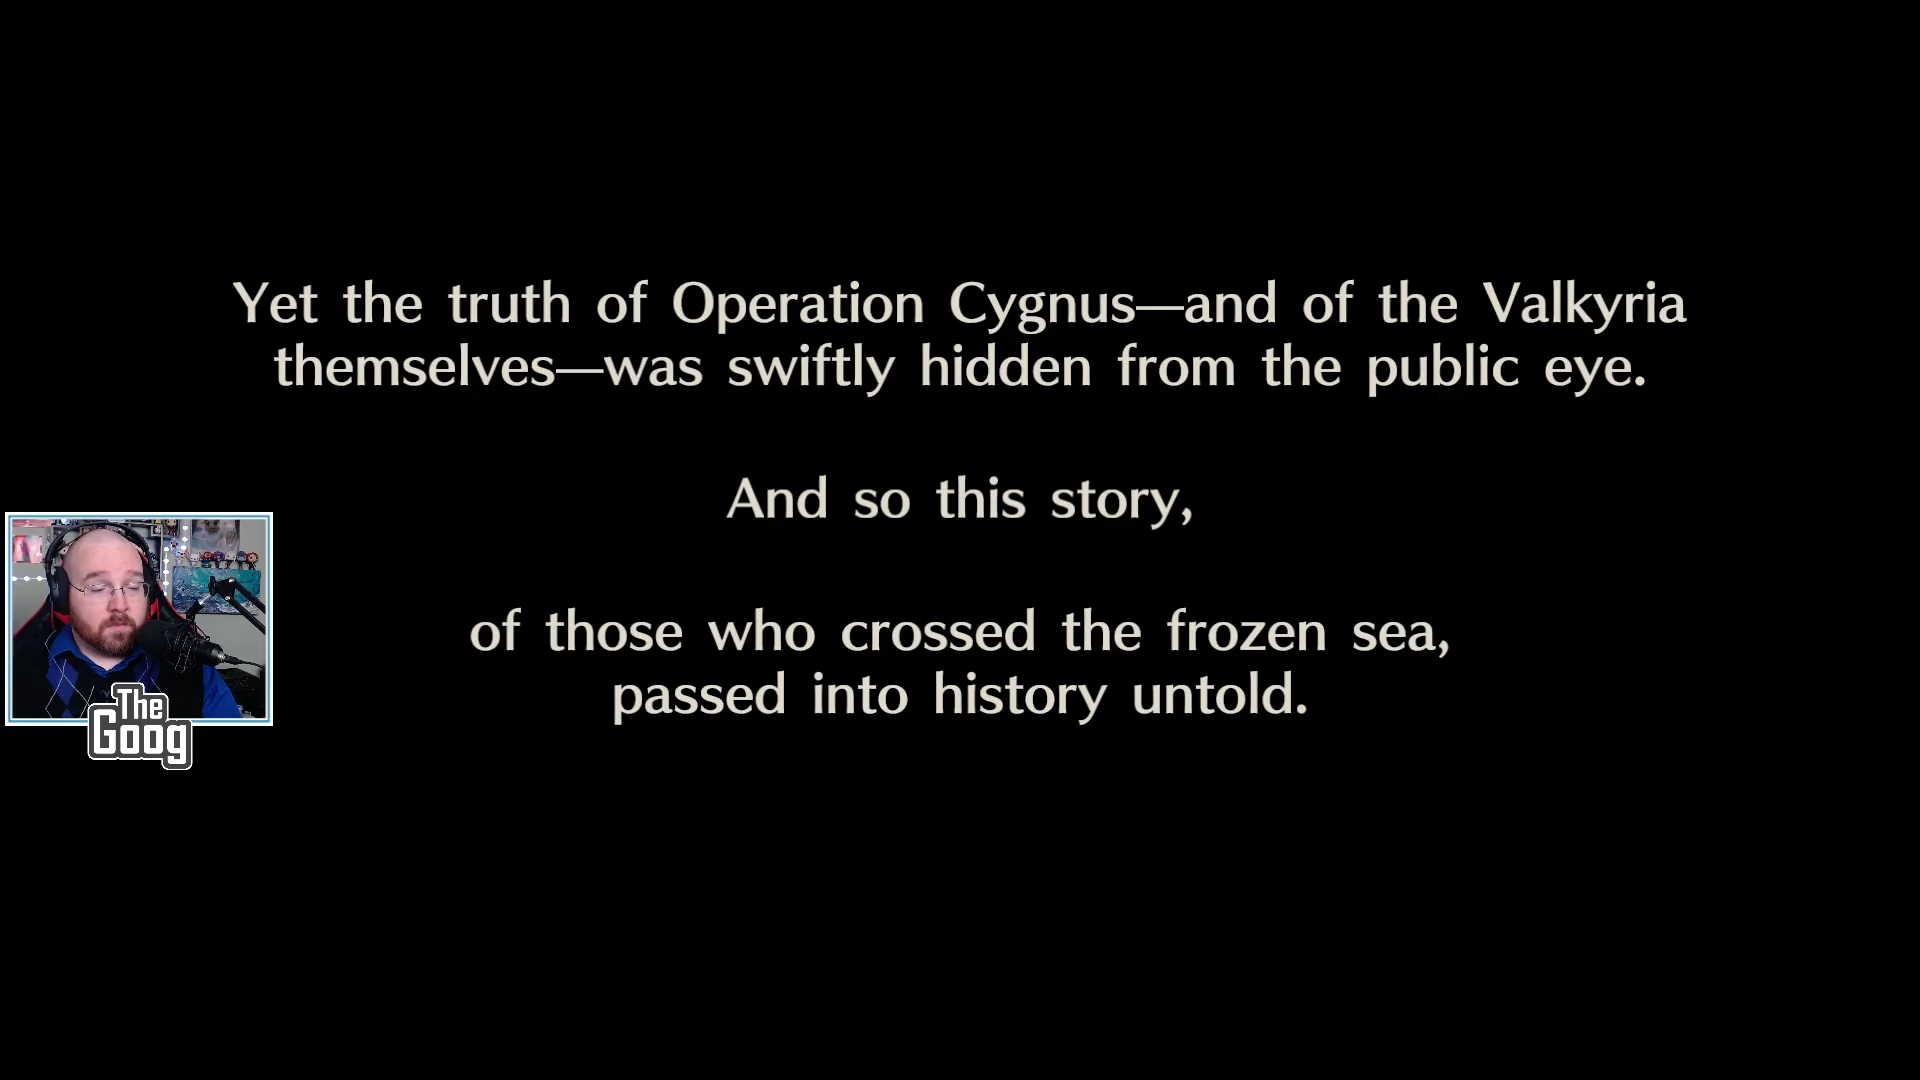 Yet the truth of Operation Cygnus—and of the Valkyria
themselves—was swiftly hidden from the public eye.
And so this story,
of those who crossed the frozen sea,
passed into history untold.
The
Goog